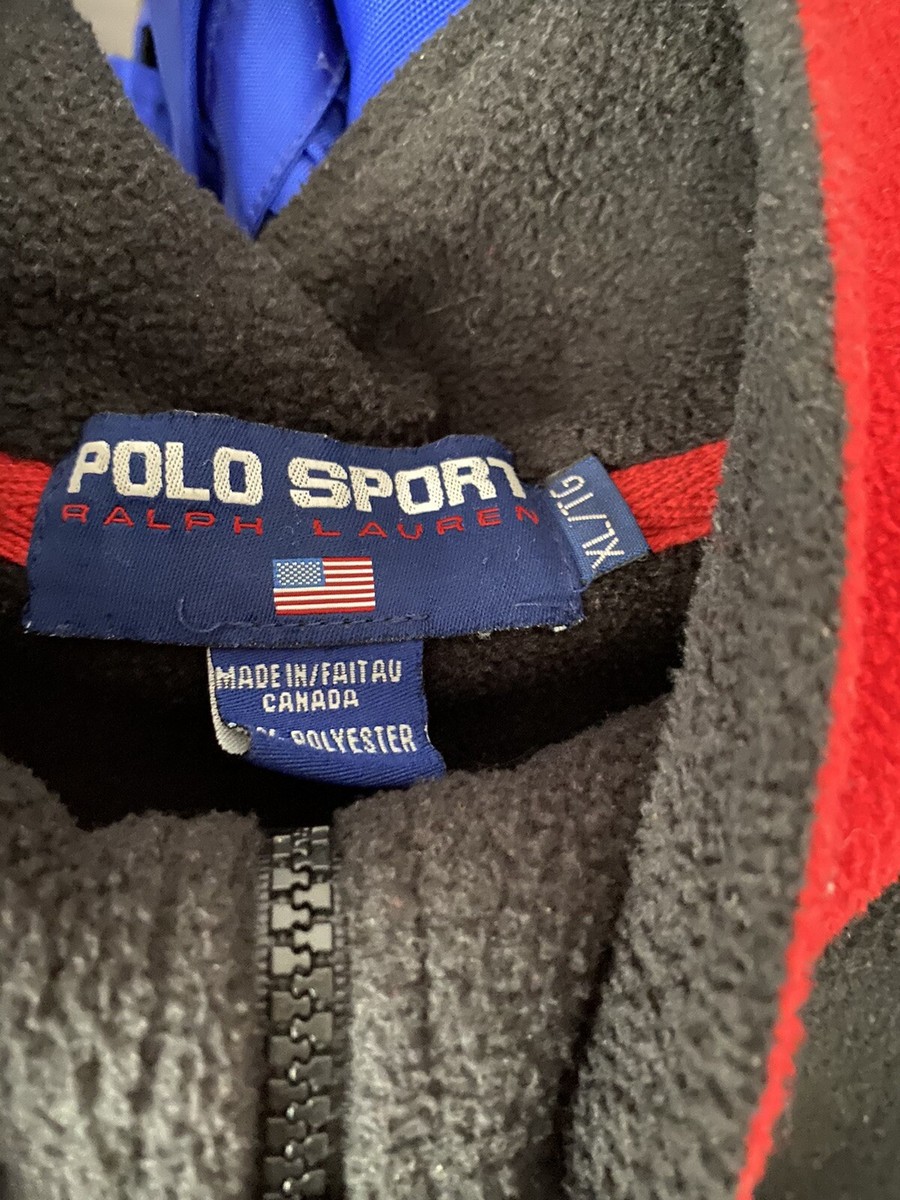 POLO SPORT
RALPH LAUREN
XL/TG
MADE IN/FAIT AU
CANADA
% POLYESTER